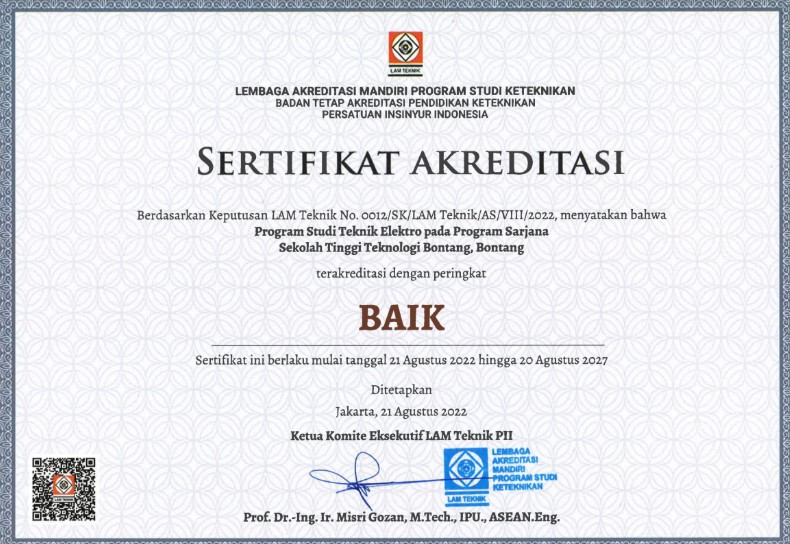 LAM TEKNIK
LEMBAGA AKREDITASI MANDIRI PROGRAM STUDI KETEKNIKAN
BADAN TETAP AKREDITASI PENDIDIKAN KETEKNIKAN
PERSATUAN INSINYUR INDONESIA
SERTIFIKAT AKREDITASI
Berdasarkan Keputusan LAM Teknik No. 0012/SK/LAM Teknik/AS/VIII/2022, menyatakan bahwa
Program Studi Teknik Elektro pada Program Sarjana
Sekolah Tinggi Teknologi Bontang, Bontang
terakreditasi dengan peringkat
BAIK
Sertifikat ini berlaku mulai tanggal 21 Agustus 2022 hingga 20 Agustus 2027
Ditetapkan
Jakarta, 21 Agustus 2022
Ketua Komite Eksekutif LAM Teknik PII
LEMBAGA
AKREDITASI
MANDIRI
PROGRAM STUDI
KETEKNIKAN
LAM TEKNIK
LAM TEKNIK
Prof. Dr.-Ing. Ir. Misri Gozan, M.Tech., IPU., ASEAN.Eng.